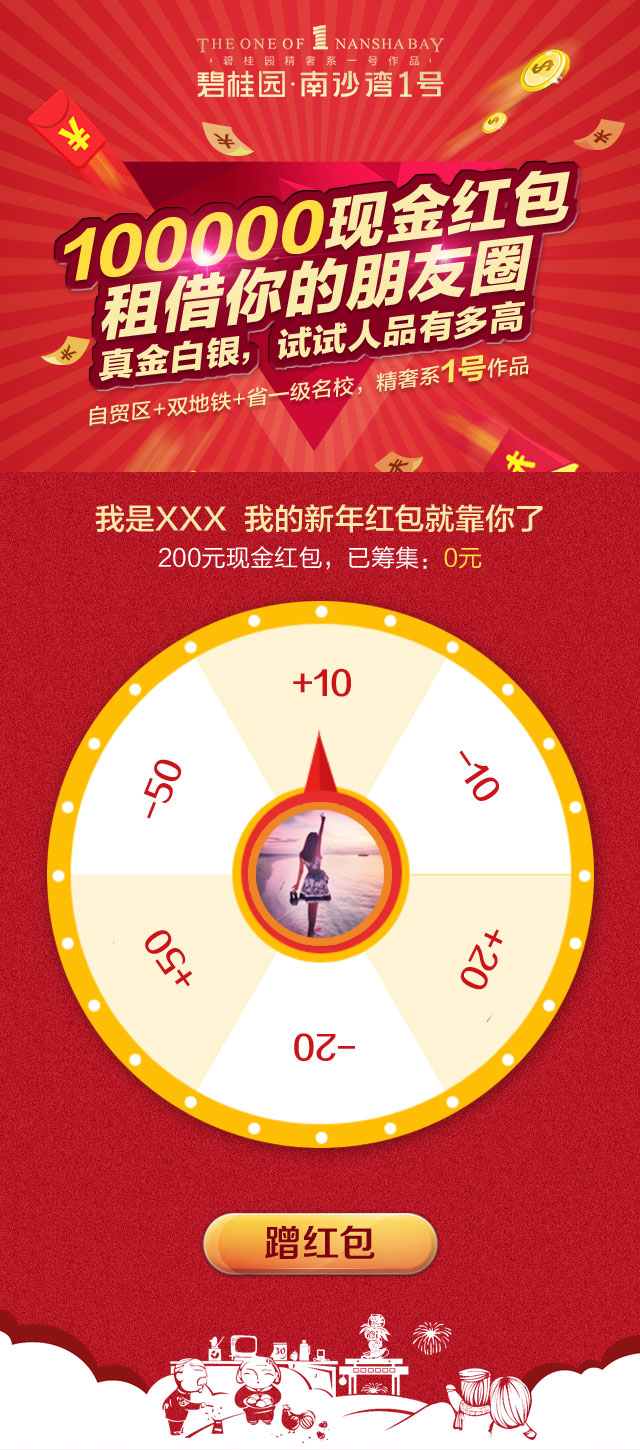 THE ONE OF 1 NANSHABAY
碧桂园精奢系一号作品
碧桂园·南沙湾1号
100000现金红包
租借你的朋友圈
真金白银，试试人品有多高
自贸区+双地铁+省一级名校，精奢系1号作品
我是XXX 我的新年红包就靠你了
200元现金红包，已筹集：0元
+10
-10
+20
-20
+50
-50
蹭红包
30